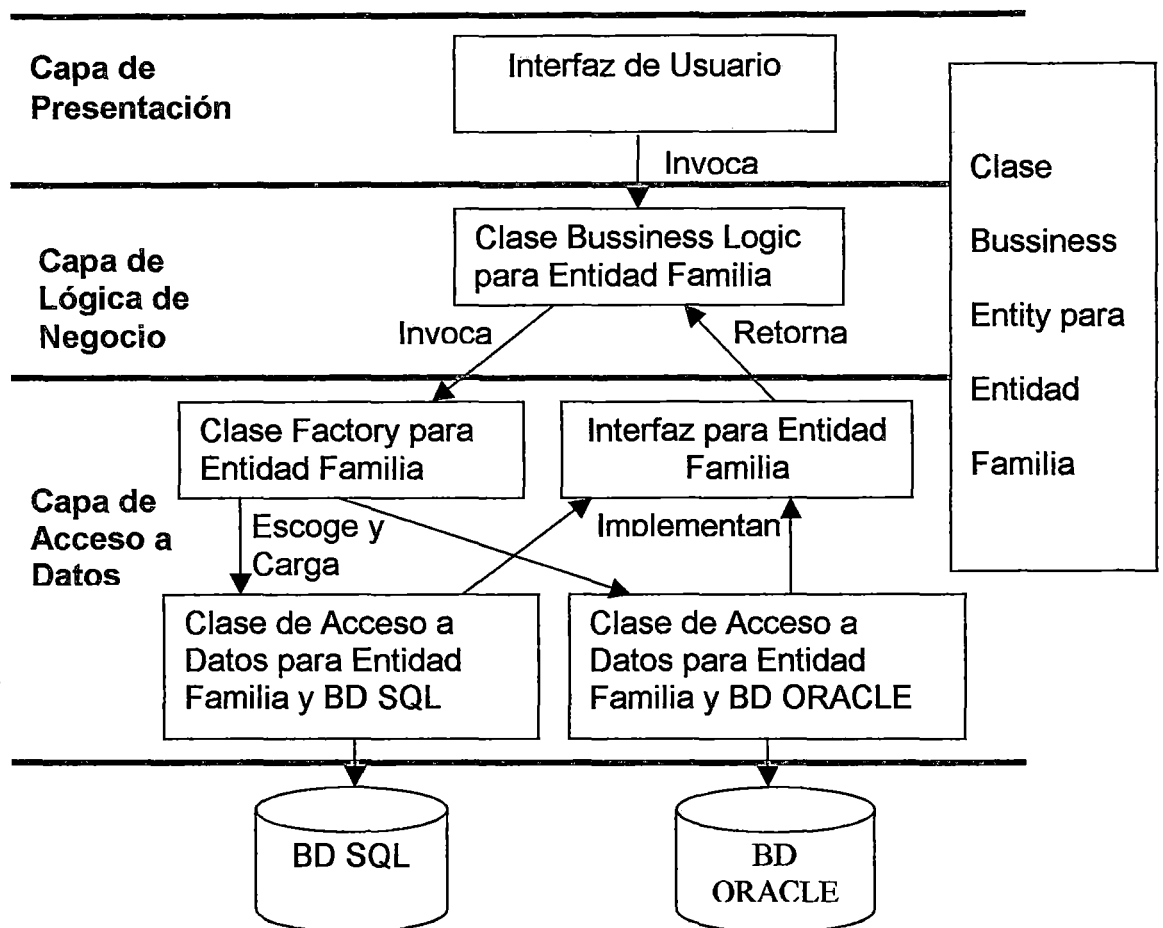 Capa de
Presentación
Interfaz de Usuario
Invoca
Clase
Bussiness
Entity para
Entidad
Familia
Capa de
Lógica de
Negocio
Clase Bussiness Logic
para Entidad Familia
Invoca
Retorna
Clase Factory para
Entidad Familia
Interfaz para Entidad
Familia
Capa de
Acceso a
Datos
Escoge y
Carga
Implementan
Clase de Acceso a
Datos para Entidad
Familia y BD SQL
Clase de Acceso a
Datos para Entidad
Familia y BD ORACLE
BD SQL
BD
ORACLE